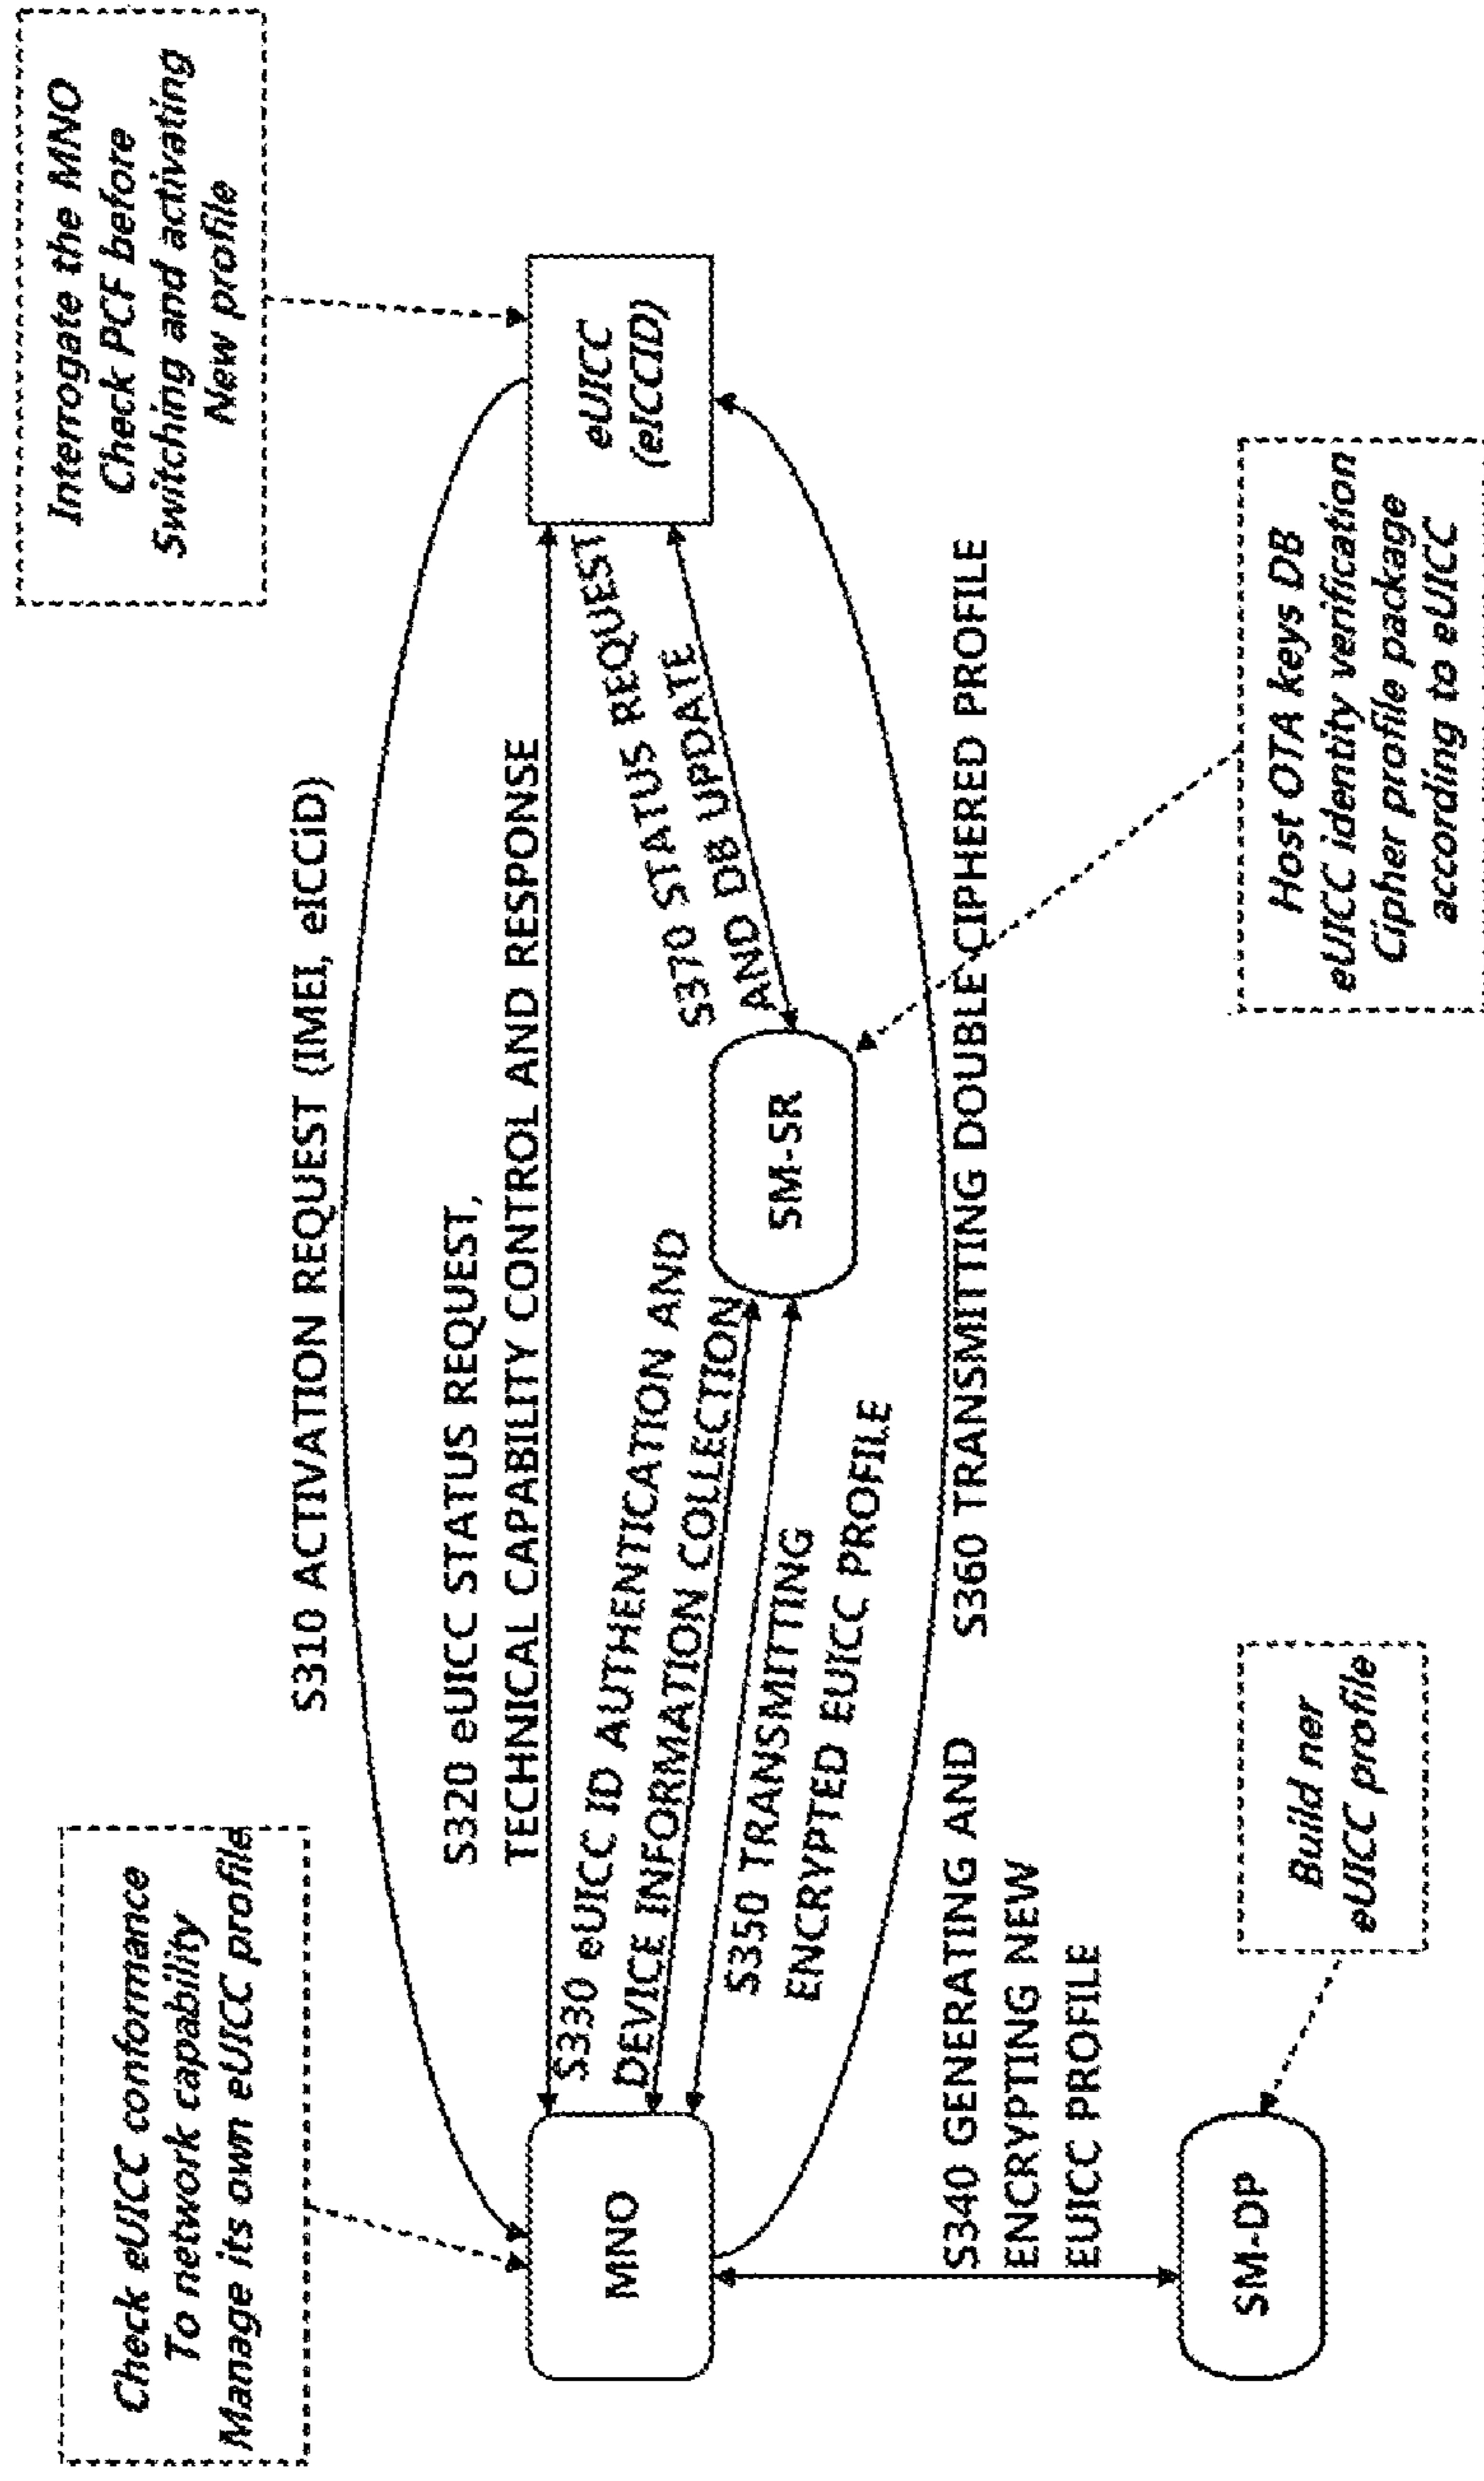 Check eUICC conformance
To network capability
Manage its own eUICC profile
Interrogate the MNO
Check PCF before
Switching and activating
New profile
S310 ACTIVATION REQUEST (IMEI, eICCiD)
S320 eUICC STATUS REQUEST,
TECHNICAL CAPABILITY CONTROL AND RESPONSE
MNO
eUICC
(eICCID)
S330 eUICC ID AUTHENTICATION AND
DEVICE INFORMATION COLLECTION
S370 STATUS REQUEST
AND DB UPDATE
SM-SR
S350 TRANSMITTING
ENCRYPTED EUICC PROFILE
S340 GENERATING AND
ENCRYPTING NEW
EUICC PROFILE
S360 TRANSMITTING DOUBLE CIPHERED PROFILE
SM-DP
Build ner
eUICC profile
Host OTA keys DB
eUICC identity verification
Cipher profile package
according to eUICC